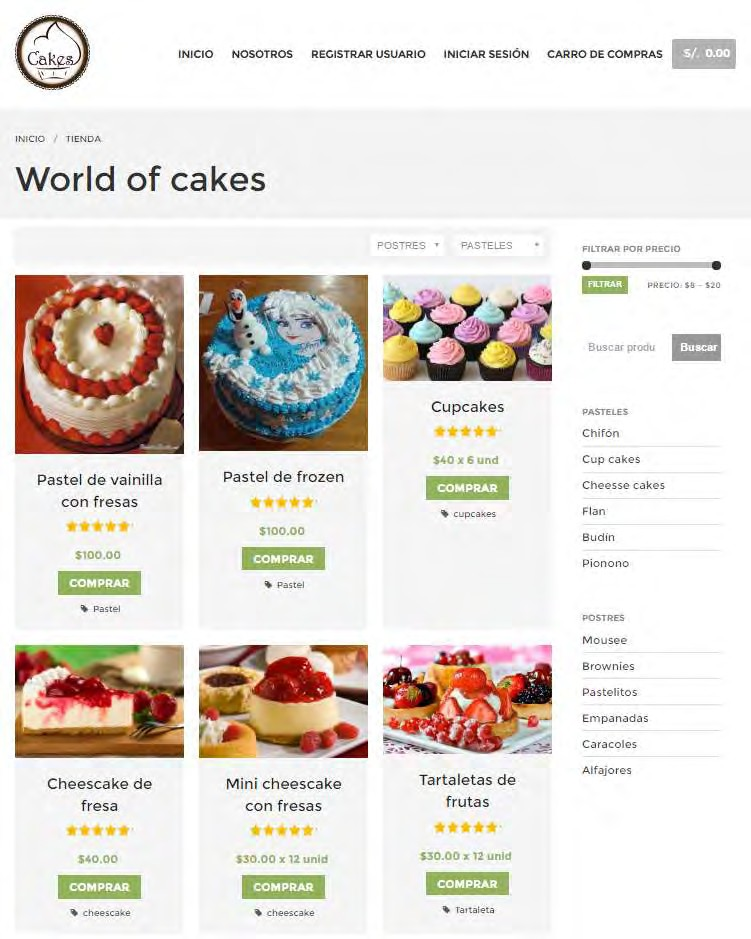 Cakes
INICIO NOSOTROS REGISTRAR USUARIO INICIAR SESIÓN CARRO DE COMPRAS S/. 0.00
INICIO / TIENDA
World of cakes
POSTRES PASTELES
Pastel de vainilla
con fresas
$100.00
COMPRAR
Pastel
Pastel de frozen
$100.00
COMPRAR
Pastel
Cupcakes
$40 x 6 und
COMPRAR
cupcakes
Cheescake de
fresa
$40.00
COMPRAR
cheescake
Mini cheescake
con fresas
$30.00 x 12 unid
COMPRAR
cheescake
Tartaletas de
frutas
$30.00 x 12 unid
COMPRAR
Tartaleta
FILTRAR POR PRECIO
FILTRAR PRECIO: $8 – $20
Buscar produ Buscar
PASTELES
Chifón
Cup cakes
Cheesse cakes
Flan
Budín
Pionono
POSTRES
Mousee
Brownies
Pastelitos
Empanadas
Caracoles
Alfajores